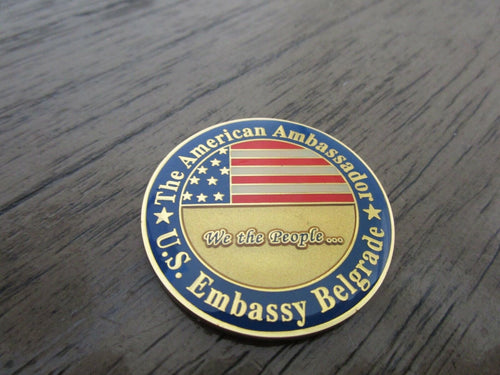 The American Ambassador
We the People...
U.S. Embassy Belgrade